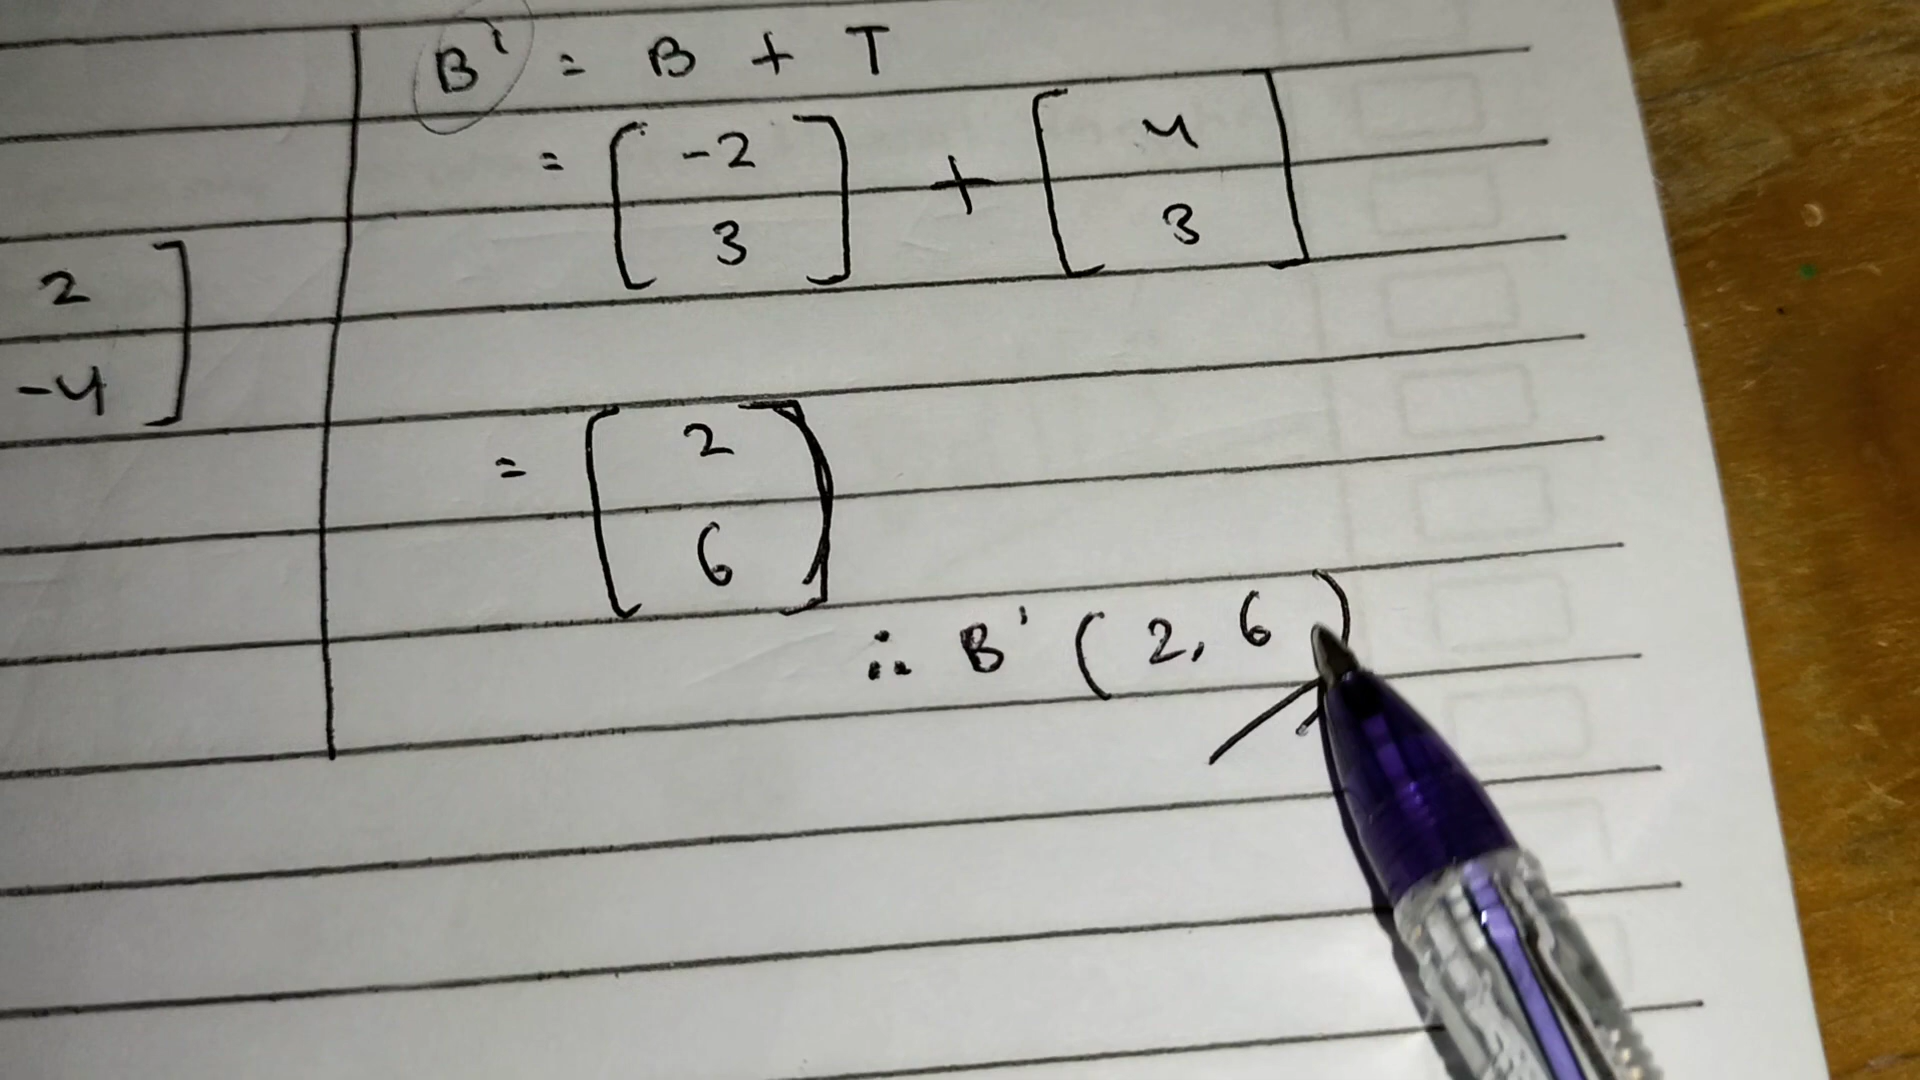 B' = B + T
= [ -2 ] + [ 4 ]
[ 3 ] [ 3 ]
2 ]
-4 ]
= [ 2 ]
[ 6 ]
∴ B' ( 2, 6 )